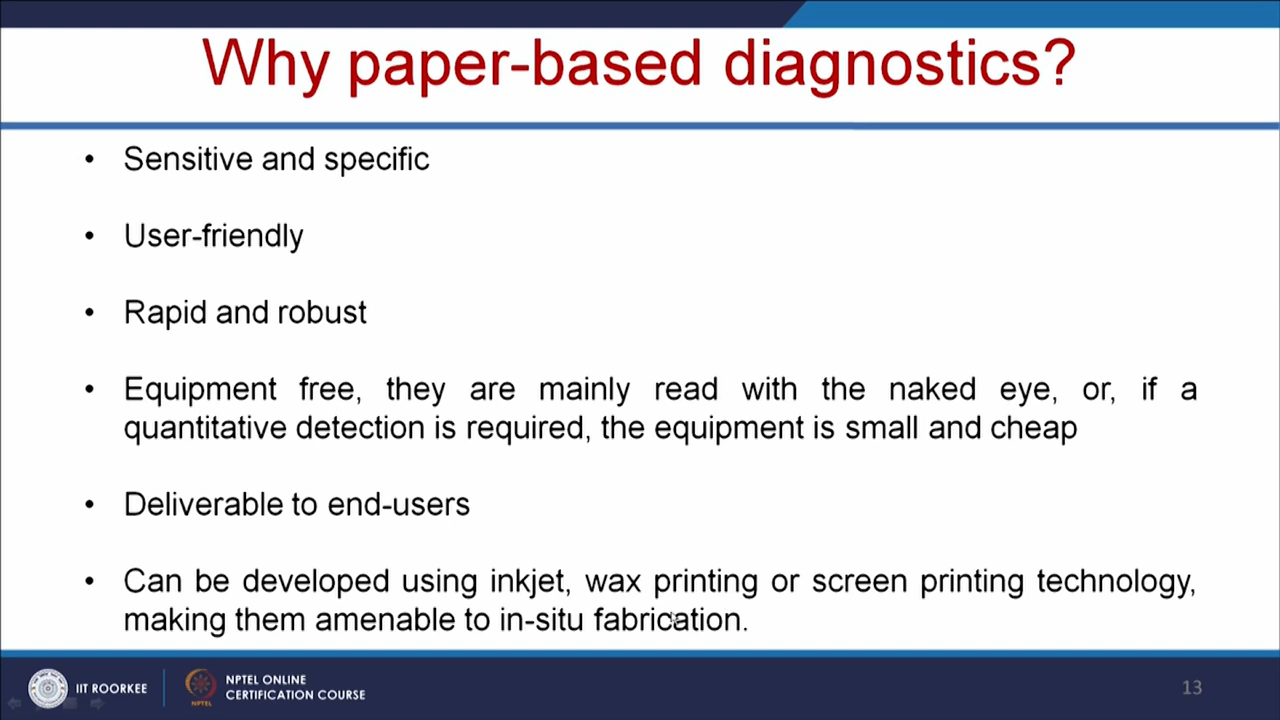 Why paper-based diagnostics?
• Sensitive and specific
• User-friendly
• Rapid and robust
• Equipment free, they are mainly read with the naked eye, or, if a
quantitative detection is required, the equipment is small and cheap
• Deliverable to end-users
• Can be developed using inkjet, wax printing or screen printing technology,
making them amenable to in-situ fabrication.
IIT ROORKEE
NPTEL
NPTEL ONLINE
CERTIFICATION COURSE
13